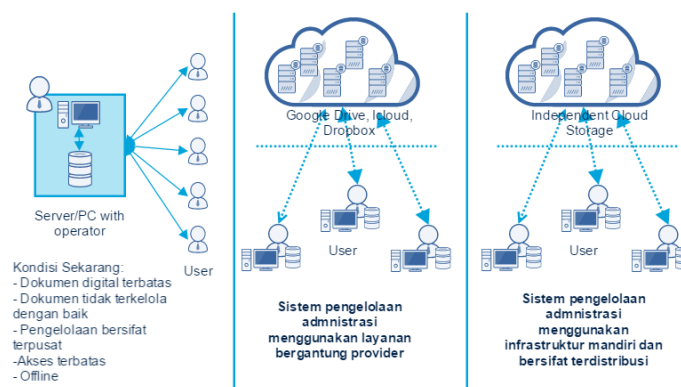 Server/PC with
operator
User
Kondisi Sekarang:
- Dokumen digital terbatas
- Dokumen tidak terkelola
dengan baik
- Pengelolaan bersifat
terpusat
-Akses terbatas
- Offline
Google Drive, Icloud,
Dropbox
User
Sistem pengelolaan
admnistrasi
menggunakan layanan
bergantung provider
Independent Cloud
Storage
User
Sistem pengelolaan
admnistrasi
menggunakan
infrastruktur mandiri dan
bersifat terdistribusi